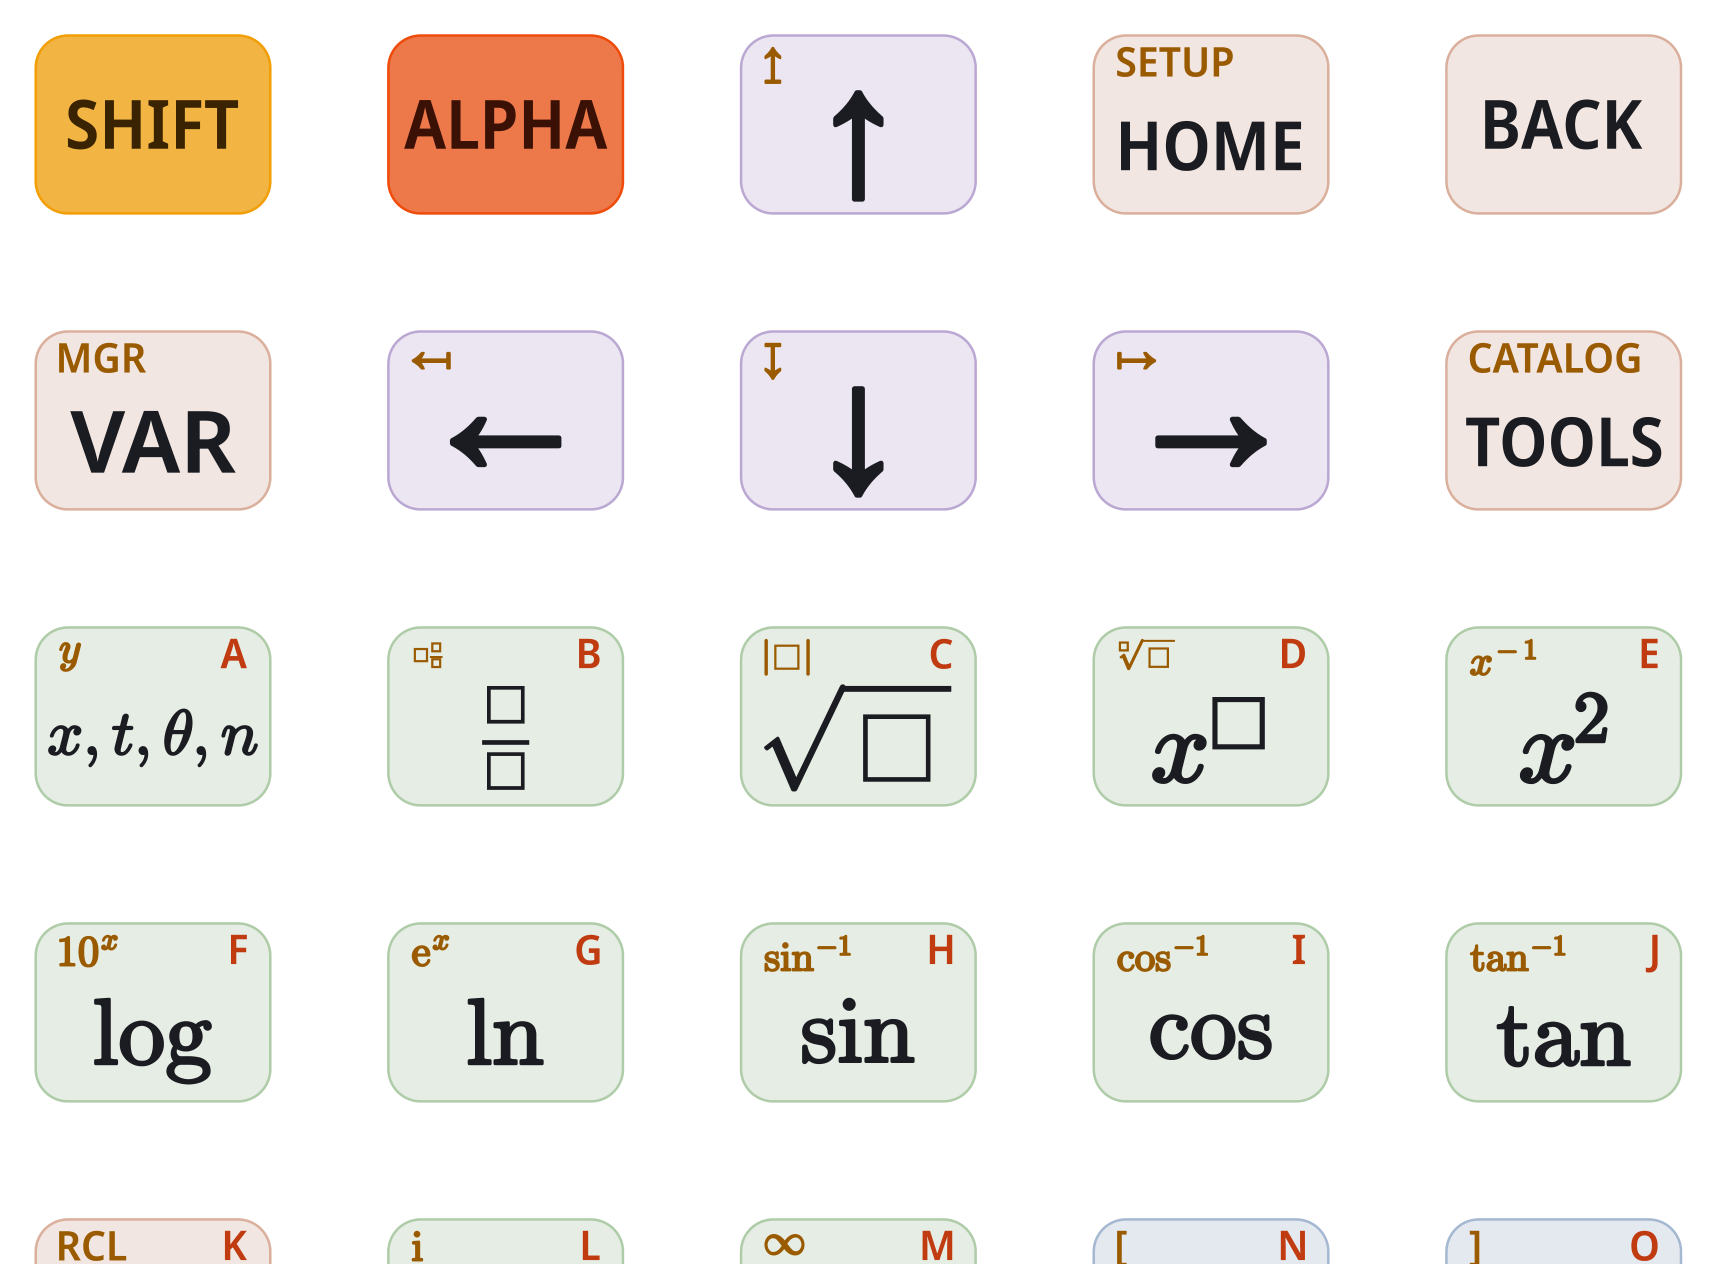 SHIFT ALPHA ↥ ↑ SETUP HOME BACK
MGR VAR ↤ ← ↧ ↓ ↦ → CATALOG TOOLS
y A □□/□ B |□| C □√□ D x⁻¹ E
x, t, θ, n □/□ √□ x^□ x²
10ˣ F eˣ G sin⁻¹ H cos⁻¹ I tan⁻¹ J
log ln sin cos tan
RCL K i L ∞ M [ N ] O